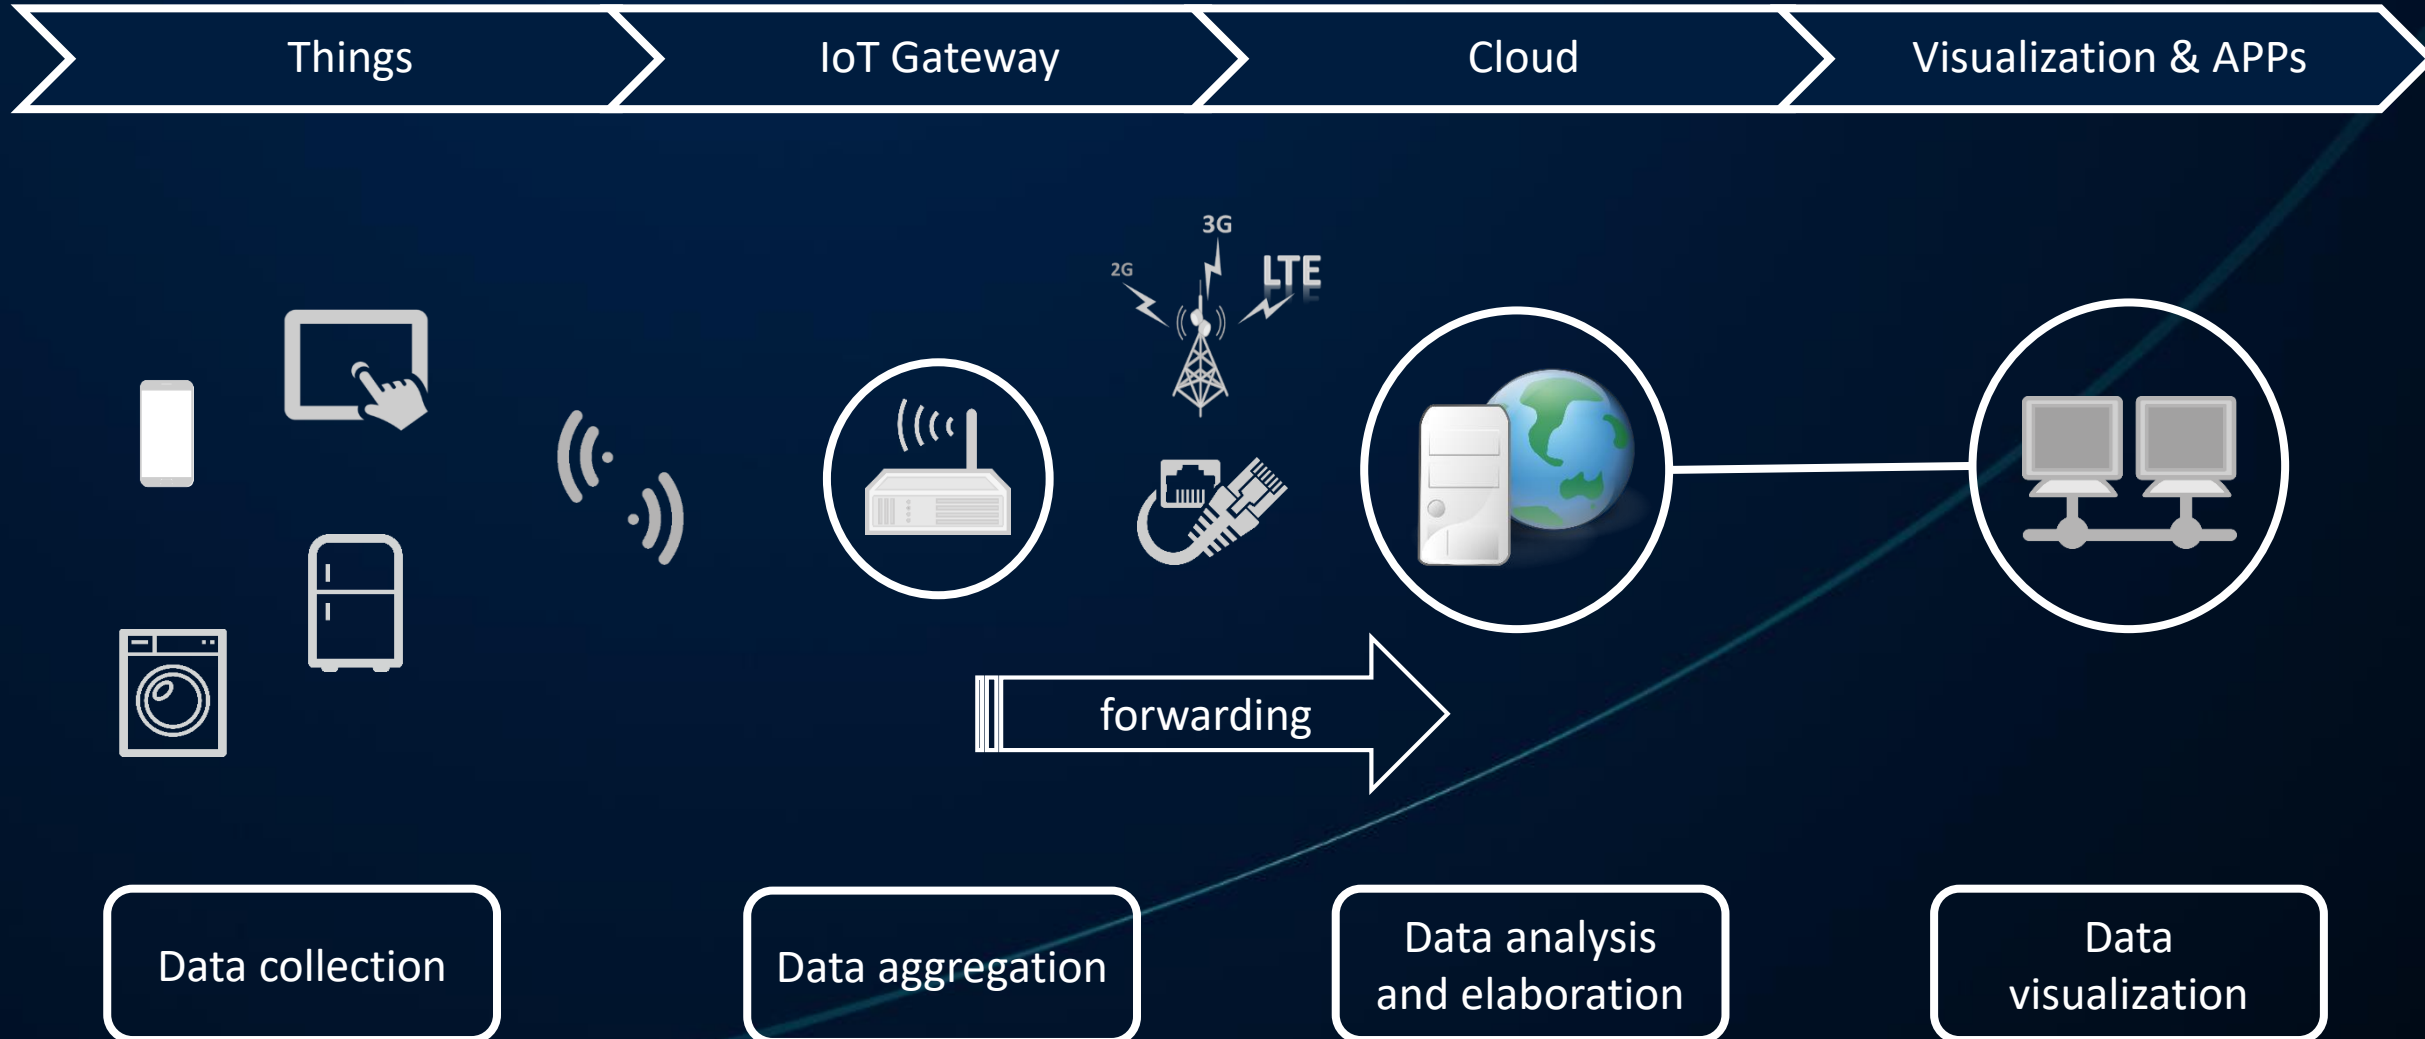 Things
IoT Gateway
Cloud
Visualization & APPs
3G
2G
LTE
forwarding
Data collection
Data aggregation
Data analysis
and elaboration
Data
visualization